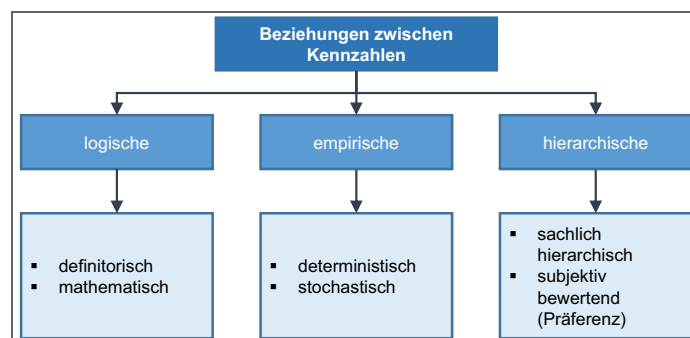 Beziehungen zwischen
Kennzahlen
logische
empirische
hierarchische
▪ definitorisch
▪ mathematisch
▪ deterministisch
▪ stochastisch
▪ sachlich
hierarchisch
▪ subjektiv
bewertend
(Präferenz)